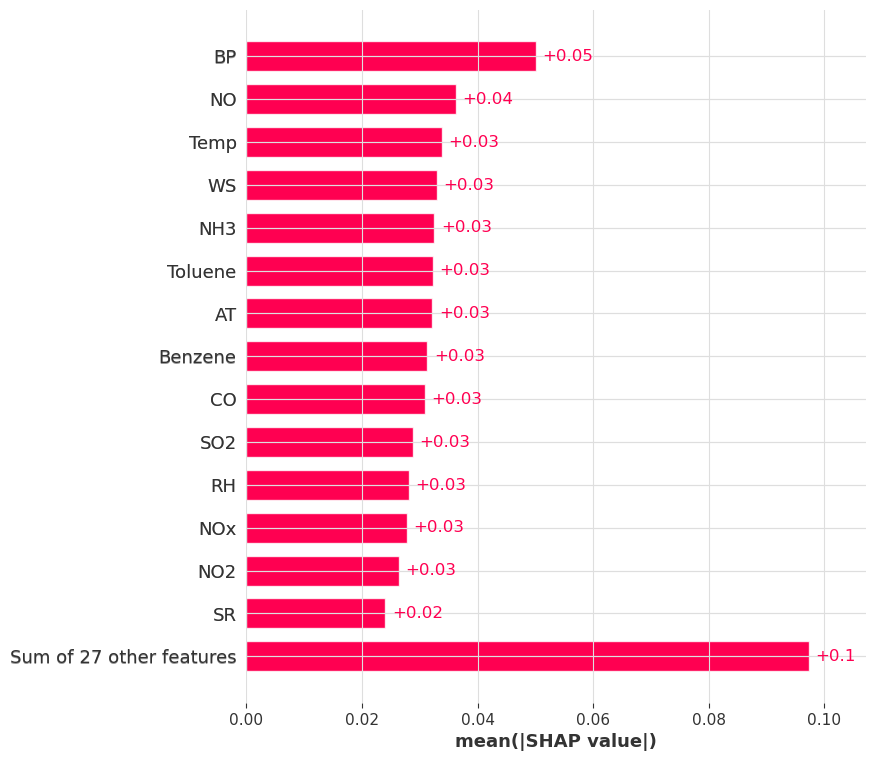 BP +0.05
NO +0.04
Temp +0.03
WS +0.03
NH3 +0.03
Toluene +0.03
AT +0.03
Benzene +0.03
CO +0.03
SO2 +0.03
RH +0.03
NOx +0.03
NO2 +0.03
SR +0.02
Sum of 27 other features +0.1
0.00 0.02 0.04 0.06 0.08 0.10
mean(|SHAP value|)